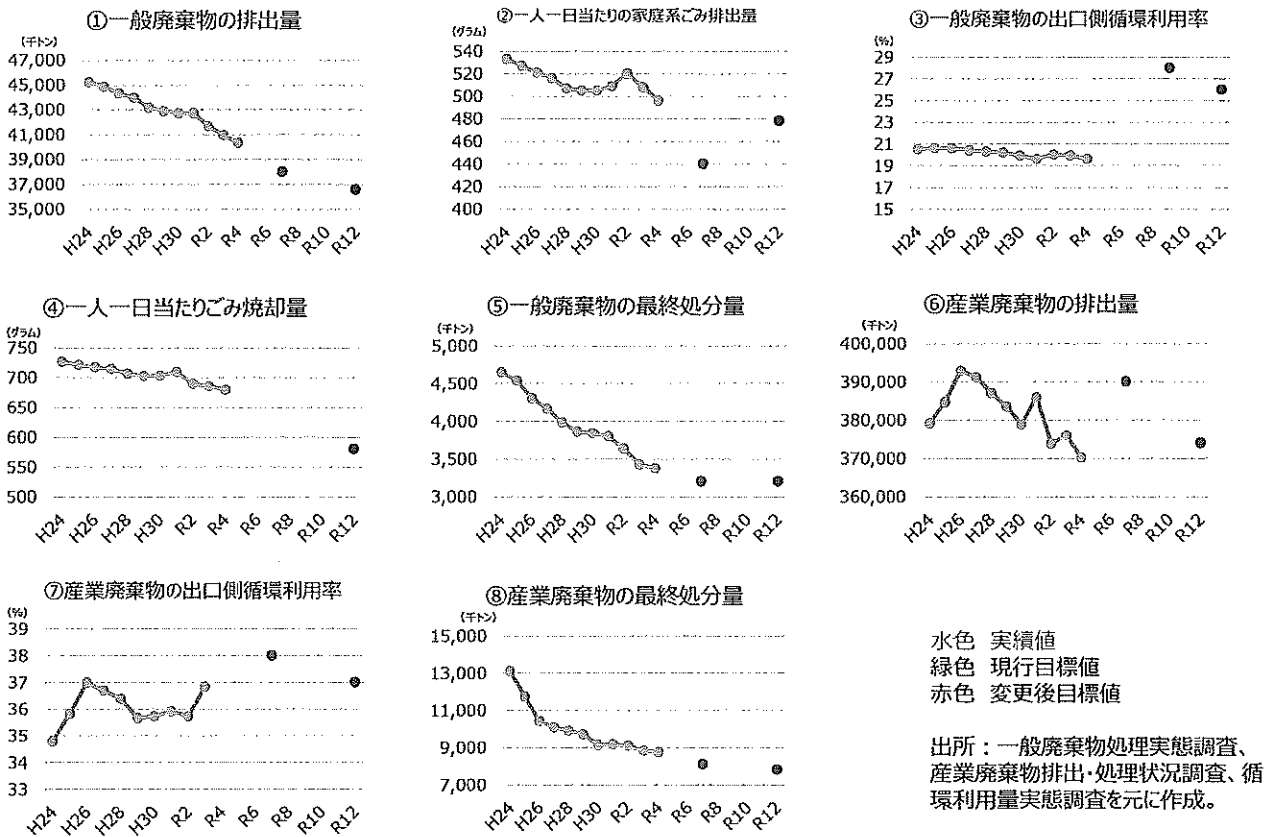 ①一般廃棄物の排出量
(千トン)
47,000
45,000
43,000
41,000
39,000
37,000
35,000
H24
H26
H28
H30
R2
R4
R6
R8
R10
R12
②一人一日当たりの家庭系ごみ排出量
(グラム)
540
520
500
480
460
440
420
400
H24
H26
H28
H30
R2
R4
R6
R8
R10
R12
③一般廃棄物の出口側循環利用率
(%)
29
27
25
23
21
19
17
15
H24
H26
H28
H30
R2
R4
R6
R8
R10
R12
④一人一日当たりごみ焼却量
(グラム)
750
700
650
600
550
500
H24
H26
H28
H30
R2
R4
R6
R8
R10
R12
⑤一般廃棄物の最終処分量
(千トン)
5,000
4,500
4,000
3,500
3,000
H24
H26
H28
H30
R2
R4
R6
R8
R10
R12
⑥産業廃棄物の排出量
(千トン)
400,000
390,000
380,000
370,000
360,000
H24
H26
H28
H30
R2
R4
R6
R8
R10
R12
⑦産業廃棄物の出口側循環利用率
(%)
39
38
37
36
35
34
33
H24
H26
H28
H30
R2
R4
R6
R8
R10
R12
⑧産業廃棄物の最終処分量
(千トン)
15,000
13,000
11,000
9,000
7,000
H24
H26
H28
H30
R2
R4
R6
R8
R10
R12
水色 実績値
緑色 現行目標値
赤色 変更後目標値
出所：一般廃棄物処理実態調査、
産業廃棄物排出・処理状況調査、循
環利用量実態調査を元に作成。